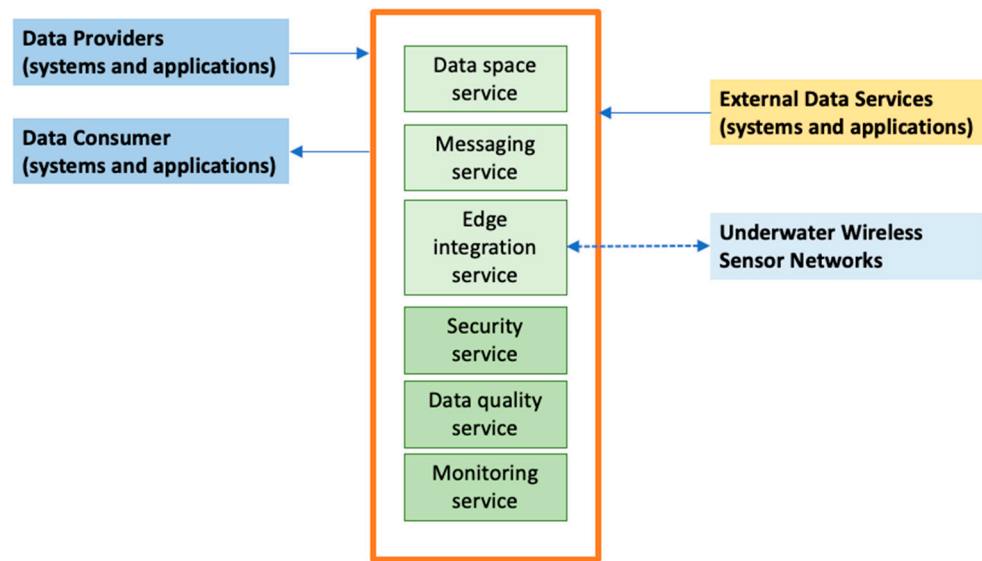 Data Providers
(systems and applications)
Data Consumer
(systems and applications)
Data space
service
Messaging
service
Edge
integration
service
Security
service
Data quality
service
Monitoring
service
External Data Services
(systems and applications)
Underwater Wireless
Sensor Networks